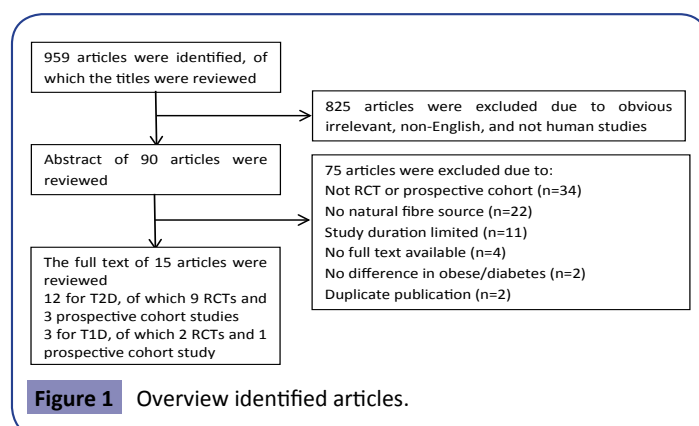 959 articles were identified, of
which the titles were reviewed
825 articles were excluded due to obvious
irrelevant, non-English, and not human studies
Abstract of 90 articles were
reviewed
75 articles were excluded due to:
Not RCT or prospective cohort (n=34)
No natural fibre source (n=22)
Study duration limited (n=11)
No full text available (n=4)
No difference in obese/diabetes (n=2)
Duplicate publication (n=2)
The full text of 15 articles were
reviewed
12 for T2D, of which 9 RCTs and
3 prospective cohort studies
3 for T1D, of which 2 RCTs and 1
prospective cohort study
Figure 1 Overview identified articles.